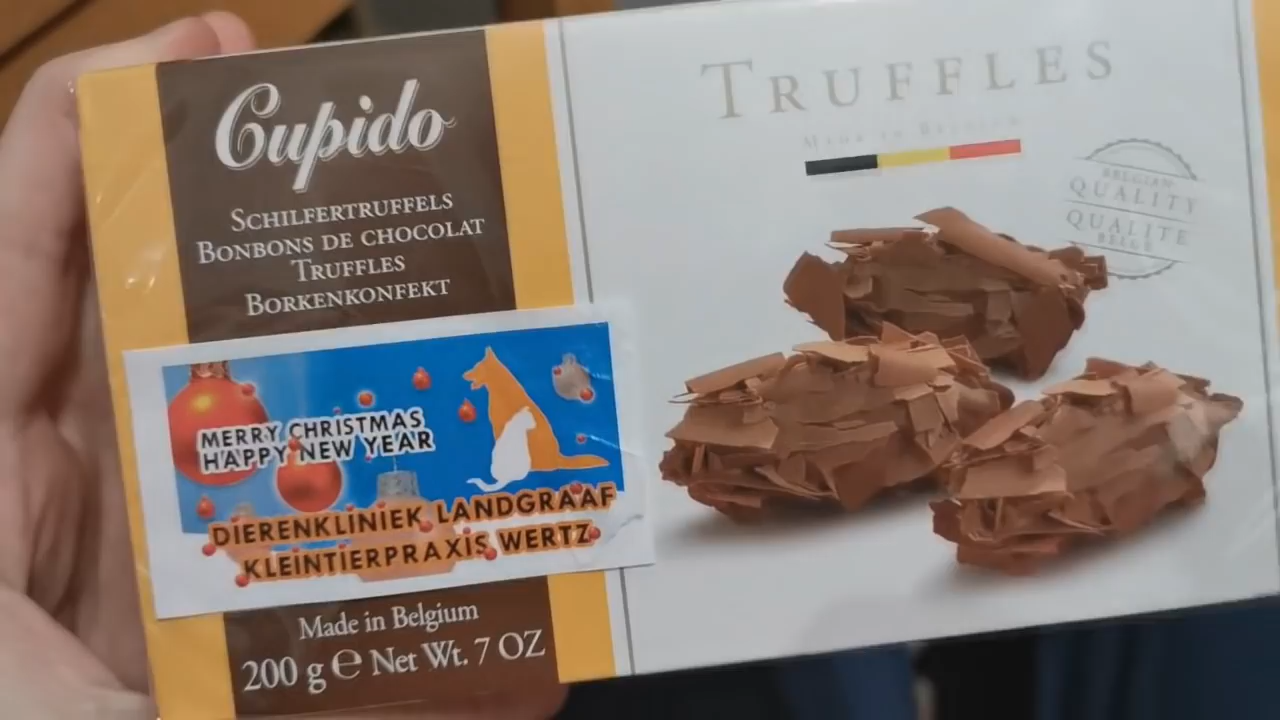 Cupido
SCHILFERTRUFFELS
BONBONS DE CHOCOLAT
TRUFFLES
BORKENKONFEKT
MERRY CHRISTMAS
HAPPY NEW YEAR
DIERENKLINIEK LANDGRAAF
KLEINTIERPRAXIS WERTZ
Made in Belgium
200 g ℮ Net Wt. 7 OZ
TRUFFLES
MADE IN BELGIUM
BELGIAN
QUALITY
QUALITE
BELGE